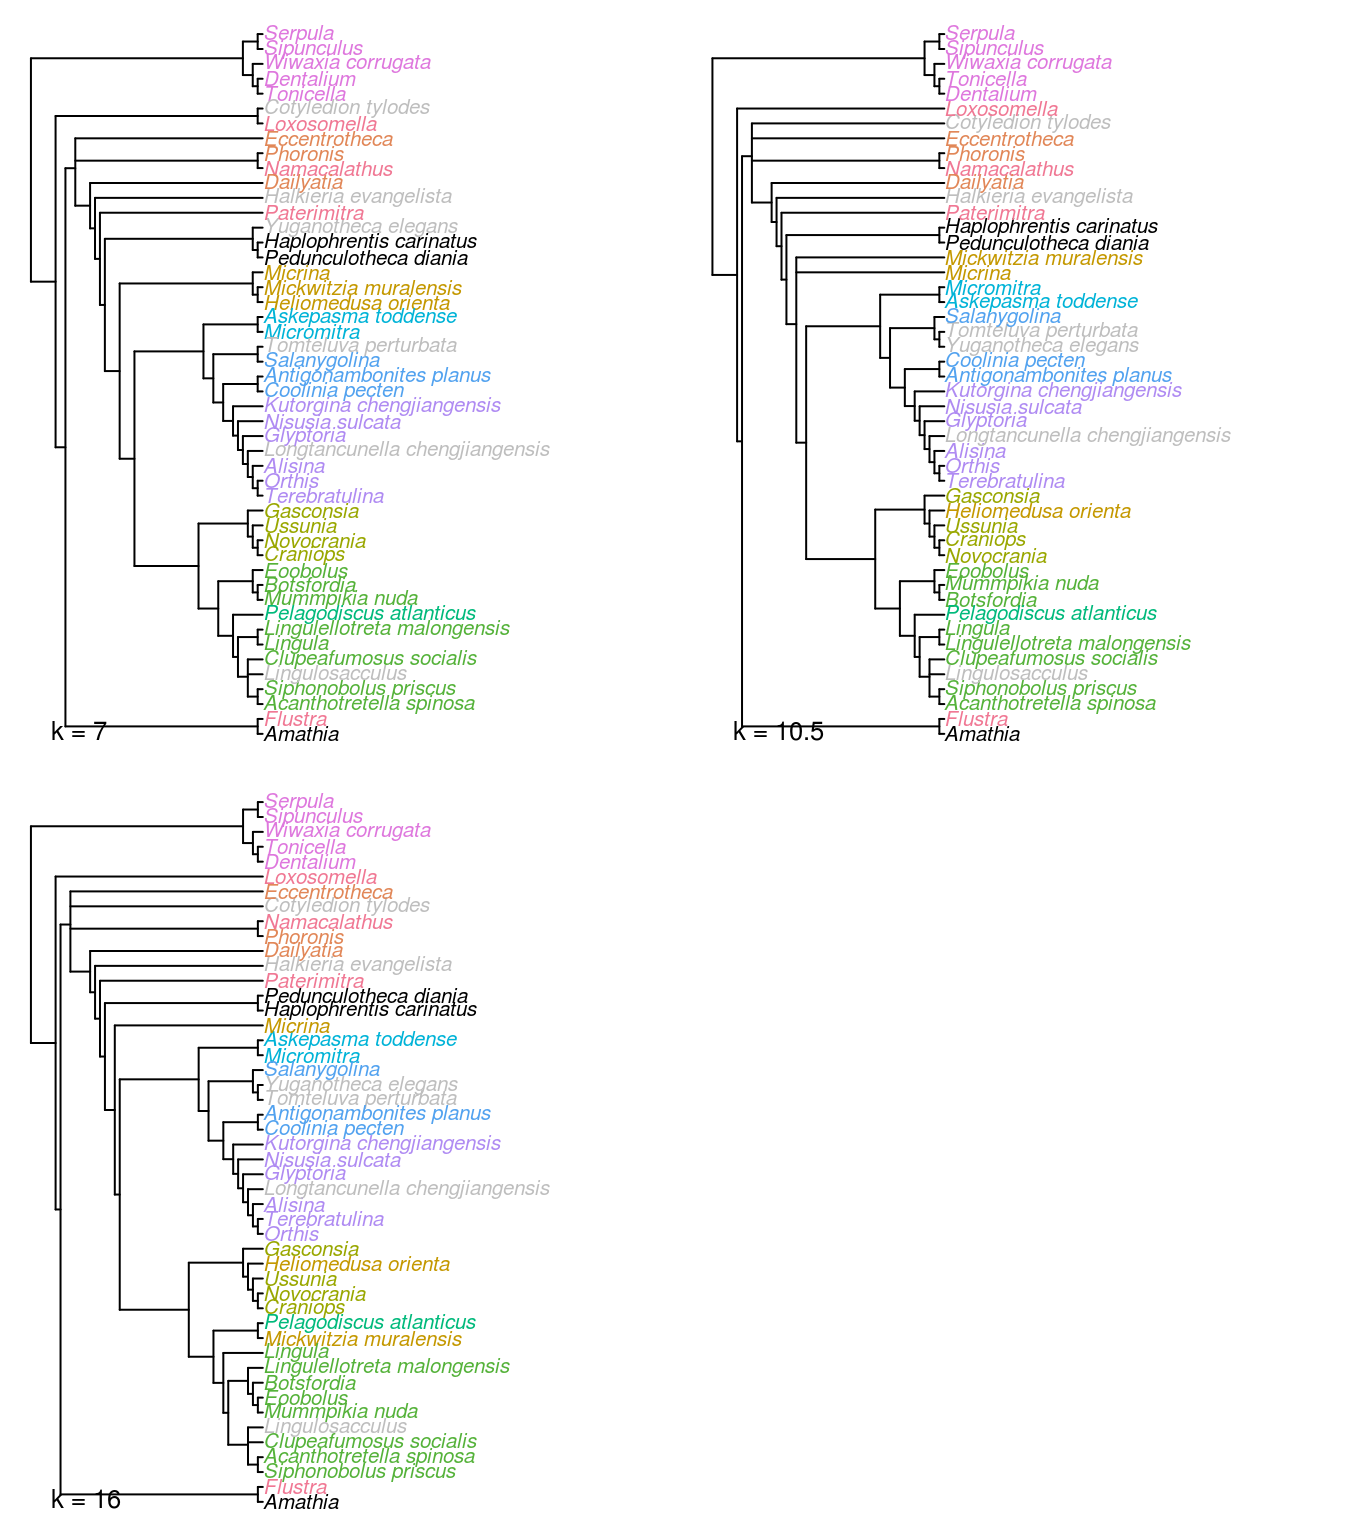 Serpula
Sipunculus
Wiwaxia corrugata
Dentalium
Tonicella
Cotyledion tylodes
Loxosomella
Eccentrotheca
Phoronis
Namacalathus
Dailyatia
Halkieria evangelista
Paterimitra
Yuganotheca elegans
Haplophrentis carinatus
Pedunculotheca diania
Micrina
Mickwitzia muralensis
Heliomedusa orienta
Askepasma toddense
Micromitra
Tomteluva perturbata
Salanygolina
Antigonambonites planus
Coolinia pecten
Kutorgina chengjiangensis
Nisusia sulcata
Glyptoria
Longtancunella chengjiangensis
Alisina
Orthis
Terebratulina
Gasconsia
Ussunia
Novocrania
Craniops
Eoobolus
Botsfordia
Mummpikia nuda
Pelagodiscus atlanticus
Lingulellotreta malongensis
Lingula
Clupeafumosus socialis
Lingulosacculus
Siphonobolus priscus
Acanthotretella spinosa
Flustra
Amathia
k = 7
Serpula
Sipunculus
Wiwaxia corrugata
Tonicella
Dentalium
Loxosomella
Cotyledion tylodes
Eccentrotheca
Phoronis
Namacalathus
Dailyatia
Halkieria evangelista
Paterimitra
Haplophrentis carinatus
Pedunculotheca diania
Mickwitzia muralensis
Micrina
Micromitra
Askepasma toddense
Salanygolina
Tomteluva perturbata
Yuganotheca elegans
Coolinia pecten
Antigonambonites planus
Kutorgina chengjiangensis
Nisusia sulcata
Glyptoria
Longtancunella chengjiangensis
Alisina
Orthis
Terebratulina
Gasconsia
Heliomedusa orienta
Ussunia
Craniops
Novocrania
Eoobolus
Mummpikia nuda
Botsfordia
Pelagodiscus atlanticus
Lingula
Lingulellotreta malongensis
Clupeafumosus socialis
Lingulosacculus
Siphonobolus priscus
Acanthotretella spinosa
Flustra
Amathia
k = 10.5
Serpula
Sipunculus
Wiwaxia corrugata
Tonicella
Dentalium
Loxosomella
Eccentrotheca
Cotyledion tylodes
Namacalathus
Phoronis
Dailyatia
Halkieria evangelista
Paterimitra
Pedunculotheca diania
Haplophrentis carinatus
Micrina
Askepasma toddense
Micromitra
Salanygolina
Yuganotheca elegans
Tomteluva perturbata
Antigonambonites planus
Coolinia pecten
Kutorgina chengjiangensis
Nisusia sulcata
Glyptoria
Longtancunella chengjiangensis
Alisina
Terebratulina
Orthis
Gasconsia
Heliomedusa orienta
Ussunia
Novocrania
Craniops
Pelagodiscus atlanticus
Mickwitzia muralensis
Lingula
Lingulellotreta malongensis
Botsfordia
Eoobolus
Mummpikia nuda
Lingulosacculus
Clupeafumosus socialis
Acanthotretella spinosa
Siphonobolus priscus
Flustra
Amathia
k = 16